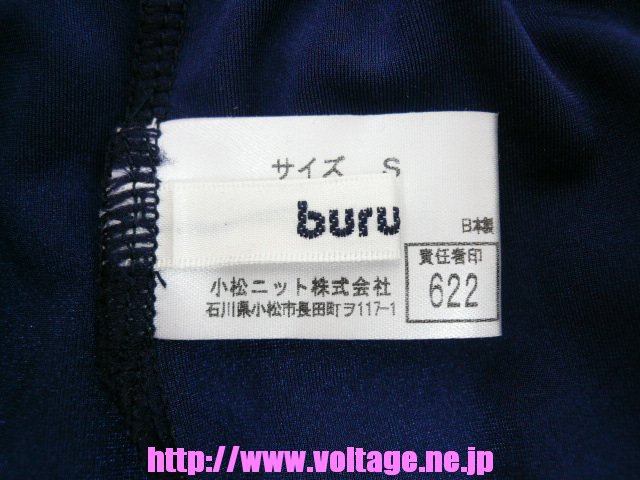 サイズ S
buru
日本製
責任者印
622
小松ニット株式会社
石川県小松市長田町ヲ117-1
http://www.voltage.ne.jp